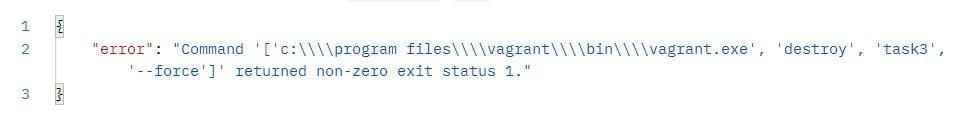 1 {
2 "error": "Command '['c:\\\\program files\\\\vagrant\\\\bin\\\\vagrant.exe', 'destroy', 'task3',
'--force']' returned non-zero exit status 1."
3 }